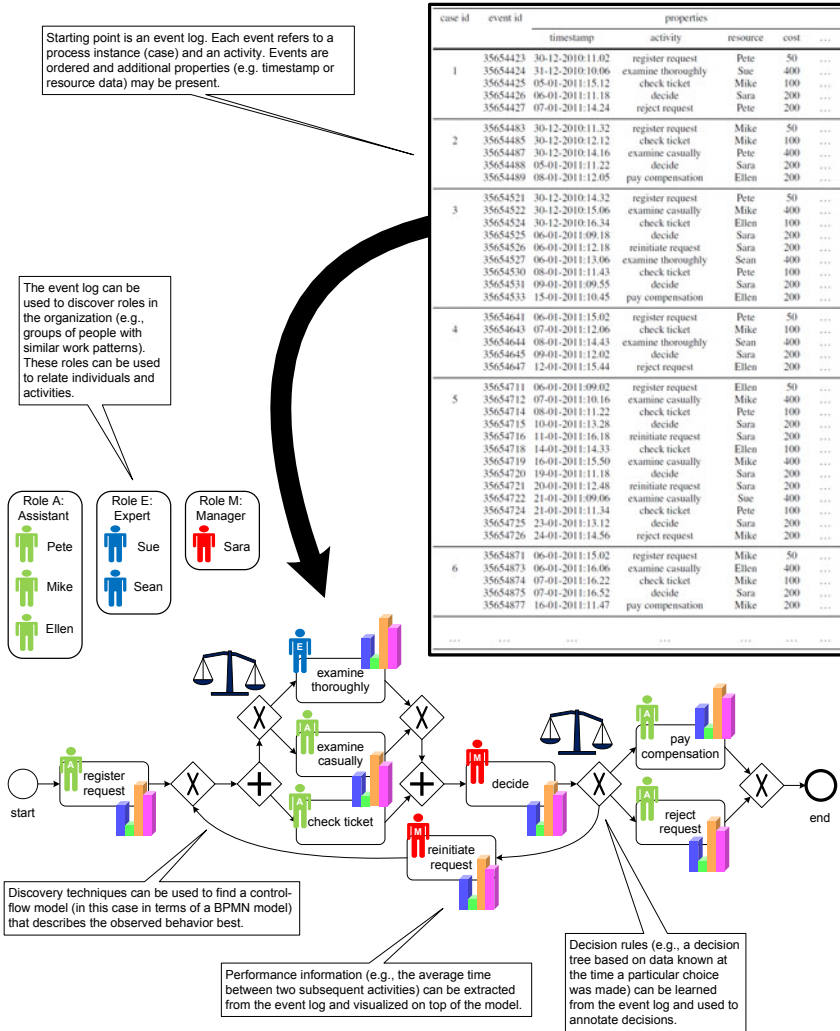 Starting point is an event log. Each event refers to a
process instance (case) and an activity. Events are
ordered and additional properties (e.g. timestamp or
resource data) may be present.
case id event id properties
timestamp activity resource cost ...
35654423 30-12-2010:11.02 register request Pete 50 ...
1 35654424 31-12-2010:10.06 examine thoroughly Sue 400 ...
35654425 05-01-2011:15.12 check ticket Mike 100 ...
35654426 06-01-2011:11.18 decide Sara 200 ...
35654427 07-01-2011:14.24 reject request Pete 200 ...
35654483 30-12-2010:11.32 register request Mike 50 ...
2 35654485 30-12-2010:12.12 check ticket Mike 100 ...
35654487 30-12-2010:14.16 examine casually Pete 400 ...
35654488 05-01-2011:11.22 decide Sara 200 ...
35654489 08-01-2011:12.05 pay compensation Ellen 200 ...
35654521 30-12-2010:14.32 register request Pete 50 ...
3 35654522 30-12-2010:15.06 examine casually Mike 400 ...
35654524 30-12-2010:16.34 check ticket Ellen 100 ...
35654525 06-01-2011:09.18 decide Sara 200 ...
35654526 06-01-2011:12.18 reinitiate request Sara 200 ...
35654527 06-01-2011:13.06 examine thoroughly Sean 400 ...
35654530 08-01-2011:11.43 check ticket Pete 100 ...
35654531 09-01-2011:09.55 decide Sara 200 ...
35654533 15-01-2011:10.45 pay compensation Ellen 200 ...
35654641 06-01-2011:15.02 register request Pete 50 ...
4 35654643 07-01-2011:12.06 check ticket Mike 100 ...
35654644 08-01-2011:14.43 examine thoroughly Sean 400 ...
35654645 09-01-2011:12.02 decide Sara 200 ...
35654647 12-01-2011:15.44 reject request Ellen 200 ...
35654711 06-01-2011:09.02 register request Ellen 50 ...
5 35654712 07-01-2011:10.16 examine casually Mike 400 ...
35654714 08-01-2011:11.22 check ticket Pete 100 ...
35654715 10-01-2011:13.28 decide Sara 200 ...
35654716 11-01-2011:16.18 reinitiate request Sara 200 ...
35654718 14-01-2011:14.33 check ticket Ellen 100 ...
35654719 16-01-2011:15.50 examine casually Mike 400 ...
35654720 19-01-2011:11.18 decide Sara 200 ...
35654721 20-01-2011:12.48 reinitiate request Sara 200 ...
35654722 21-01-2011:09.06 examine casually Sue 400 ...
35654724 21-01-2011:11.34 check ticket Pete 100 ...
35654725 23-01-2011:13.12 decide Sara 200 ...
35654726 24-01-2011:14.56 reject request Mike 200 ...
35654871 06-01-2011:15.02 register request Mike 50 ...
6 35654873 06-01-2011:16.06 examine casually Ellen 400 ...
35654874 07-01-2011:16.22 check ticket Mike 100 ...
35654875 07-01-2011:16.52 decide Sara 200 ...
35654877 16-01-2011:11.47 pay compensation Mike 200 ...
... ... ... ... ... ... ...
The event log can be
used to discover roles in
the organization (e.g.,
groups of people with
similar work patterns).
These roles can be used
to relate individuals and
activities.
Role A:
Assistant
Pete
Mike
Ellen
Role E:
Expert
Sue
Sean
Role M:
Manager
Sara
start
A
register
request
E
examine
thoroughly
A
examine
casually
A
check ticket
M
decide
M
reinitiate
request
A
pay
compensation
A
reject
request
end
Discovery techniques can be used to find a control-
flow model (in this case in terms of a BPMN model)
that describes the observed behavior best.
Performance information (e.g., the average time
between two subsequent activities) can be extracted
from the event log and visualized on top of the model.
Decision rules (e.g., a decision
tree based on data known at
the time a particular choice
was made) can be learned
from the event log and used to
annotate decisions.